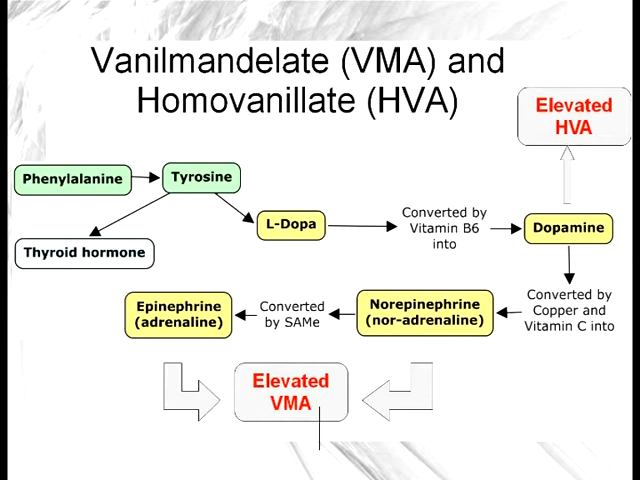 Vanilmandelate (VMA) and
Homovanillate (HVA)
Elevated
HVA
Phenylalanine
Tyrosine
L-Dopa
Converted by
Vitamin B6
into
Dopamine
Thyroid hormone
Epinephrine
(adrenaline)
Converted
by SAMe
Norepinephrine
(nor-adrenaline)
Converted by
Copper and
Vitamin C into
Elevated
VMA